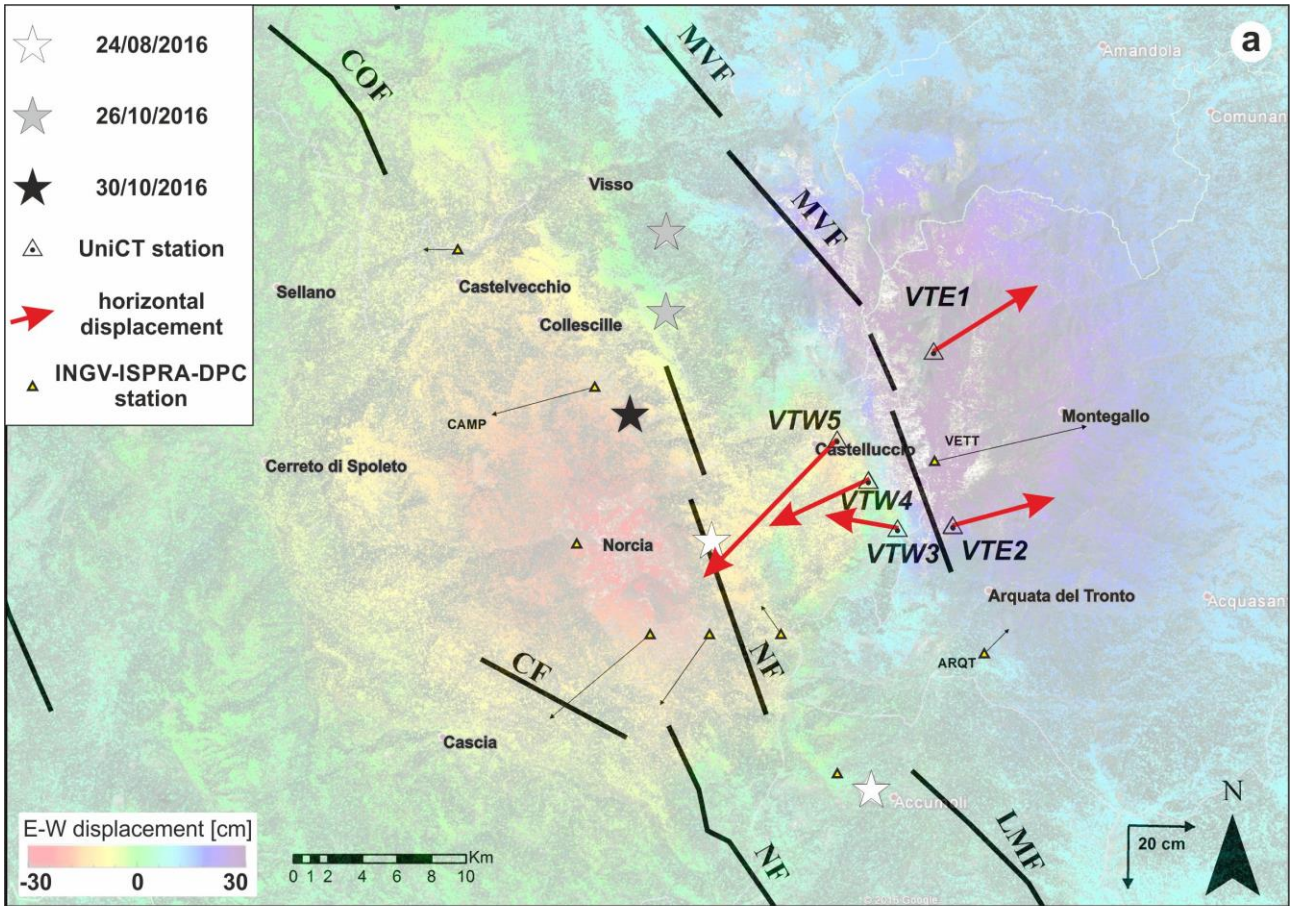 24/08/2016
26/10/2016
30/10/2016
UniCT station
horizontal
displacement
INGV-ISPRA-DPC
station
a
COF
MVF
Amandola
Comunan
Visso
MVF
Sellano
Castelvecchio
Collescille
VTE1
CAMP
VTW5
Castelluccio
VETT
Montegallo
Cerreto di Spoleto
VTW4
Norcia
VTW3
VTE2
Arquata del Tronto
Acquasan
NF
CF
ARQT
Cascia
Accumoli
LMF
NF
N
E-W displacement [cm]
-30 0 30
Km
0 1 2 4 6 8 10
20 cm
© 2016 Google